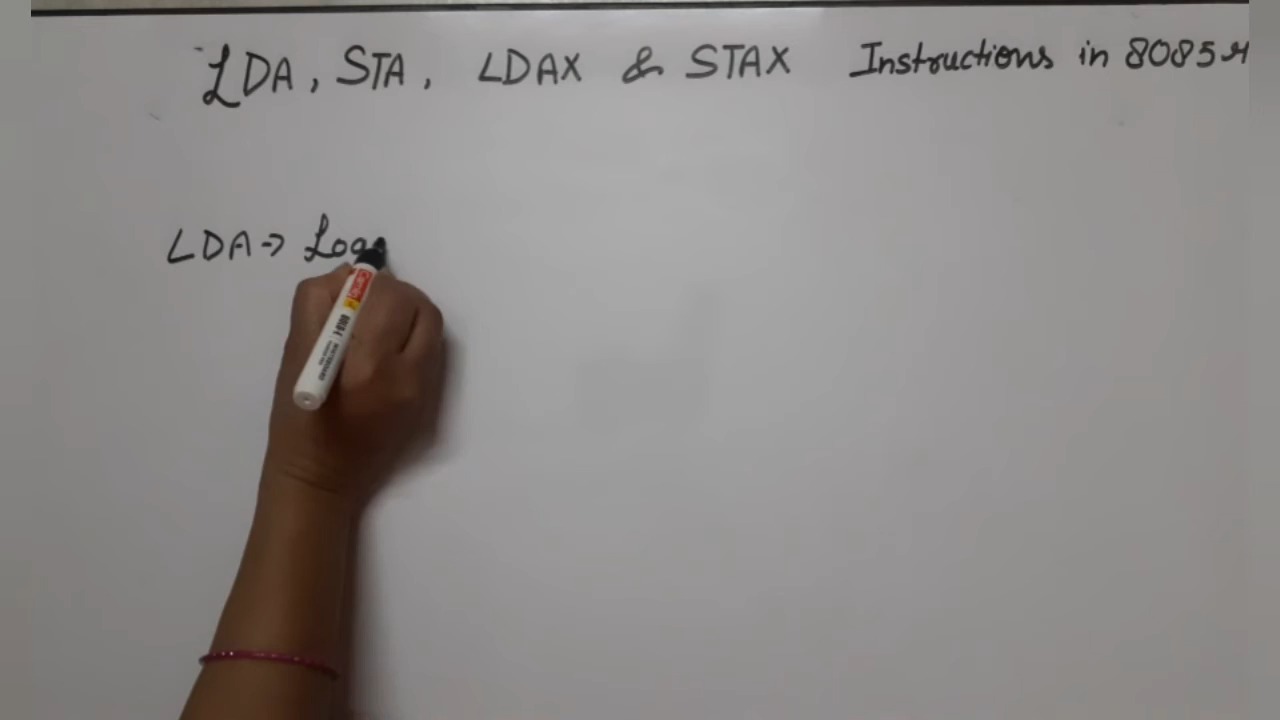 LDA, STA, LDAX & STAX Instructions in 8085
LDA → Loa